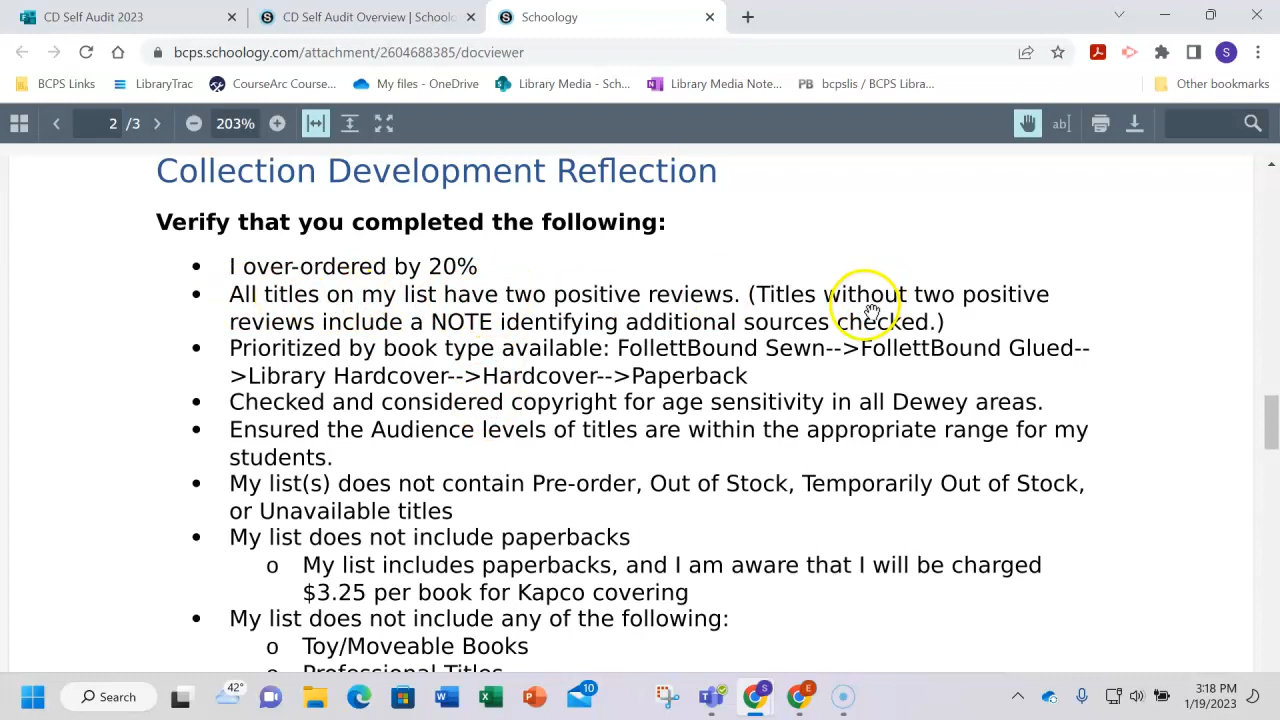 CD Self Audit 2023
CD Self Audit Overview | Schoolo
Schoology
bcps.schoology.com/attachment/2604688385/docviewer
S
BCPS Links
LibraryTrac
CourseArc Course...
My files - OneDrive
Library Media - Sch...
Library Media Note...
PB bcpslis / BCPS Libra...
Other bookmarks
2 /3
203%
ab
Collection Development Reflection
Verify that you completed the following:
• I over-ordered by 20%
• All titles on my list have two positive reviews. (Titles without two positive
reviews include a NOTE identifying additional sources checked.)
• Prioritized by book type available: FollettBound Sewn-->FollettBound Glued--
>Library Hardcover-->Hardcover-->Paperback
• Checked and considered copyright for age sensitivity in all Dewey areas.
• Ensured the Audience levels of titles are within the appropriate range for my
students.
• My list(s) does not contain Pre-order, Out of Stock, Temporarily Out of Stock,
or Unavailable titles
• My list does not include paperbacks
o My list includes paperbacks, and I am aware that I will be charged
$3.25 per book for Kapco covering
• My list does not include any of the following:
o Toy/Moveable Books
o Professional Titles
42°
Search
10
3:18 PM
1/19/2023